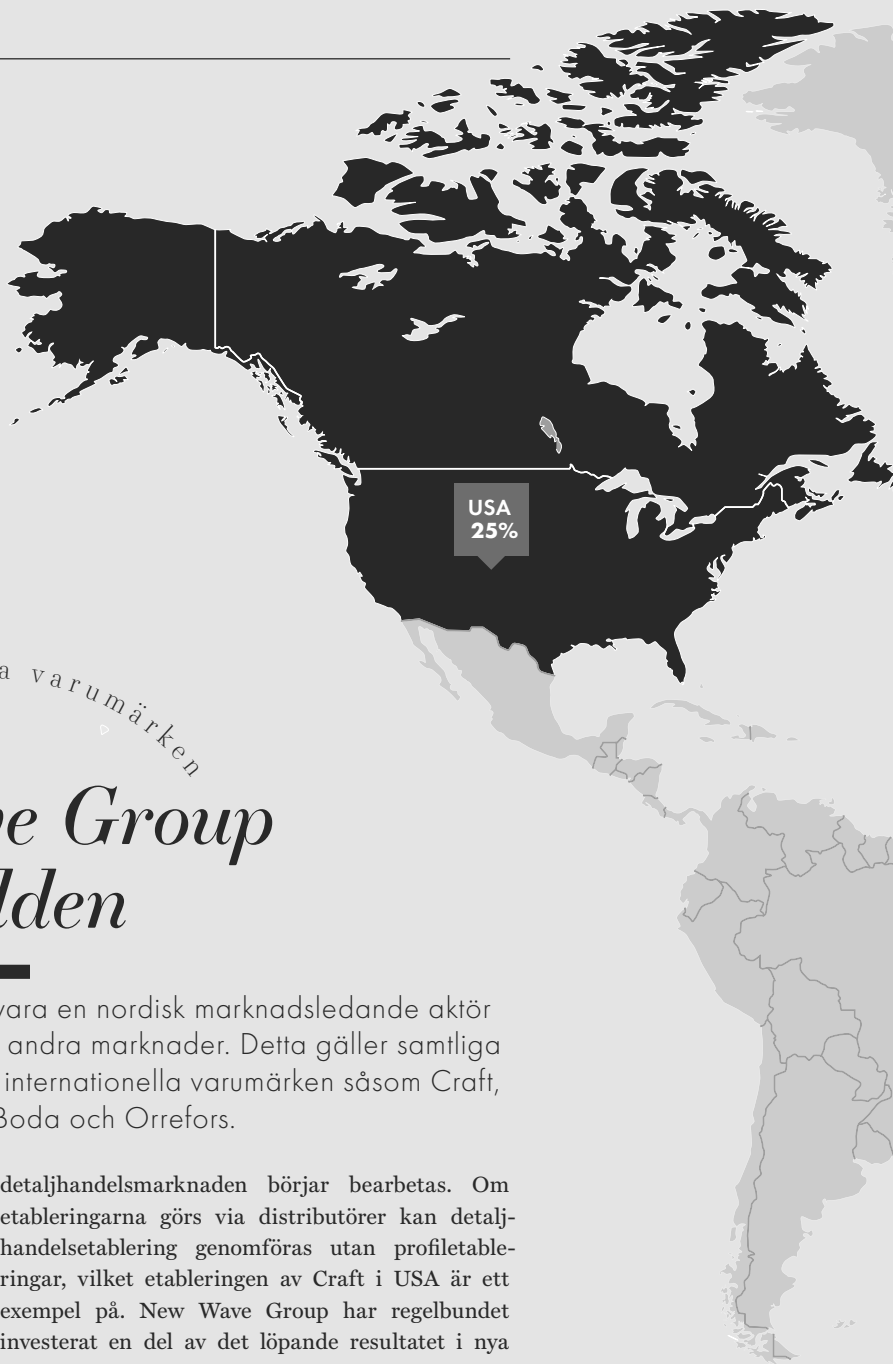 USA
25%
a varumärken
ve Group
lden
vara en nordisk marknadsledande aktör
andra marknader. Detta gäller samtliga
internationella varumärken såsom Craft,
Boda och Orrefors.
detaljhandelsmarknaden börjar bearbetas. Om
etableringarna görs via distributörer kan detalj-
handelsetablering genomföras utan profiletable-
ringar, vilket etableringen av Craft i USA är ett
exempel på. New Wave Group har regelbundet
investerat en del av det löpande resultatet i nya